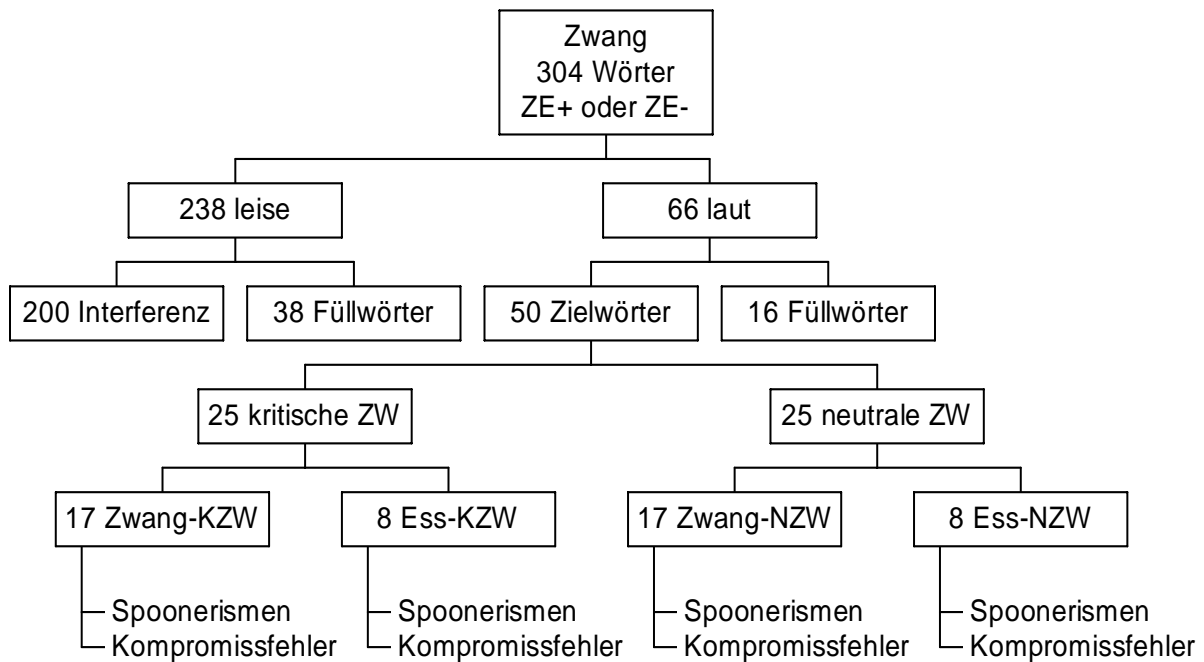 Zwang
304 Wörter
ZE+ oder ZE-
238 leise
66 laut
200 Interferenz
38 Füllwörter
50 Zielwörter
16 Füllwörter
25 kritische ZW
25 neutrale ZW
17 Zwang-KZW
8 Ess-KZW
17 Zwang-NZW
8 Ess-NZW
Spoonerismen
Kompromissfehler
Spoonerismen
Kompromissfehler
Spoonerismen
Kompromissfehler
Spoonerismen
Kompromissfehler